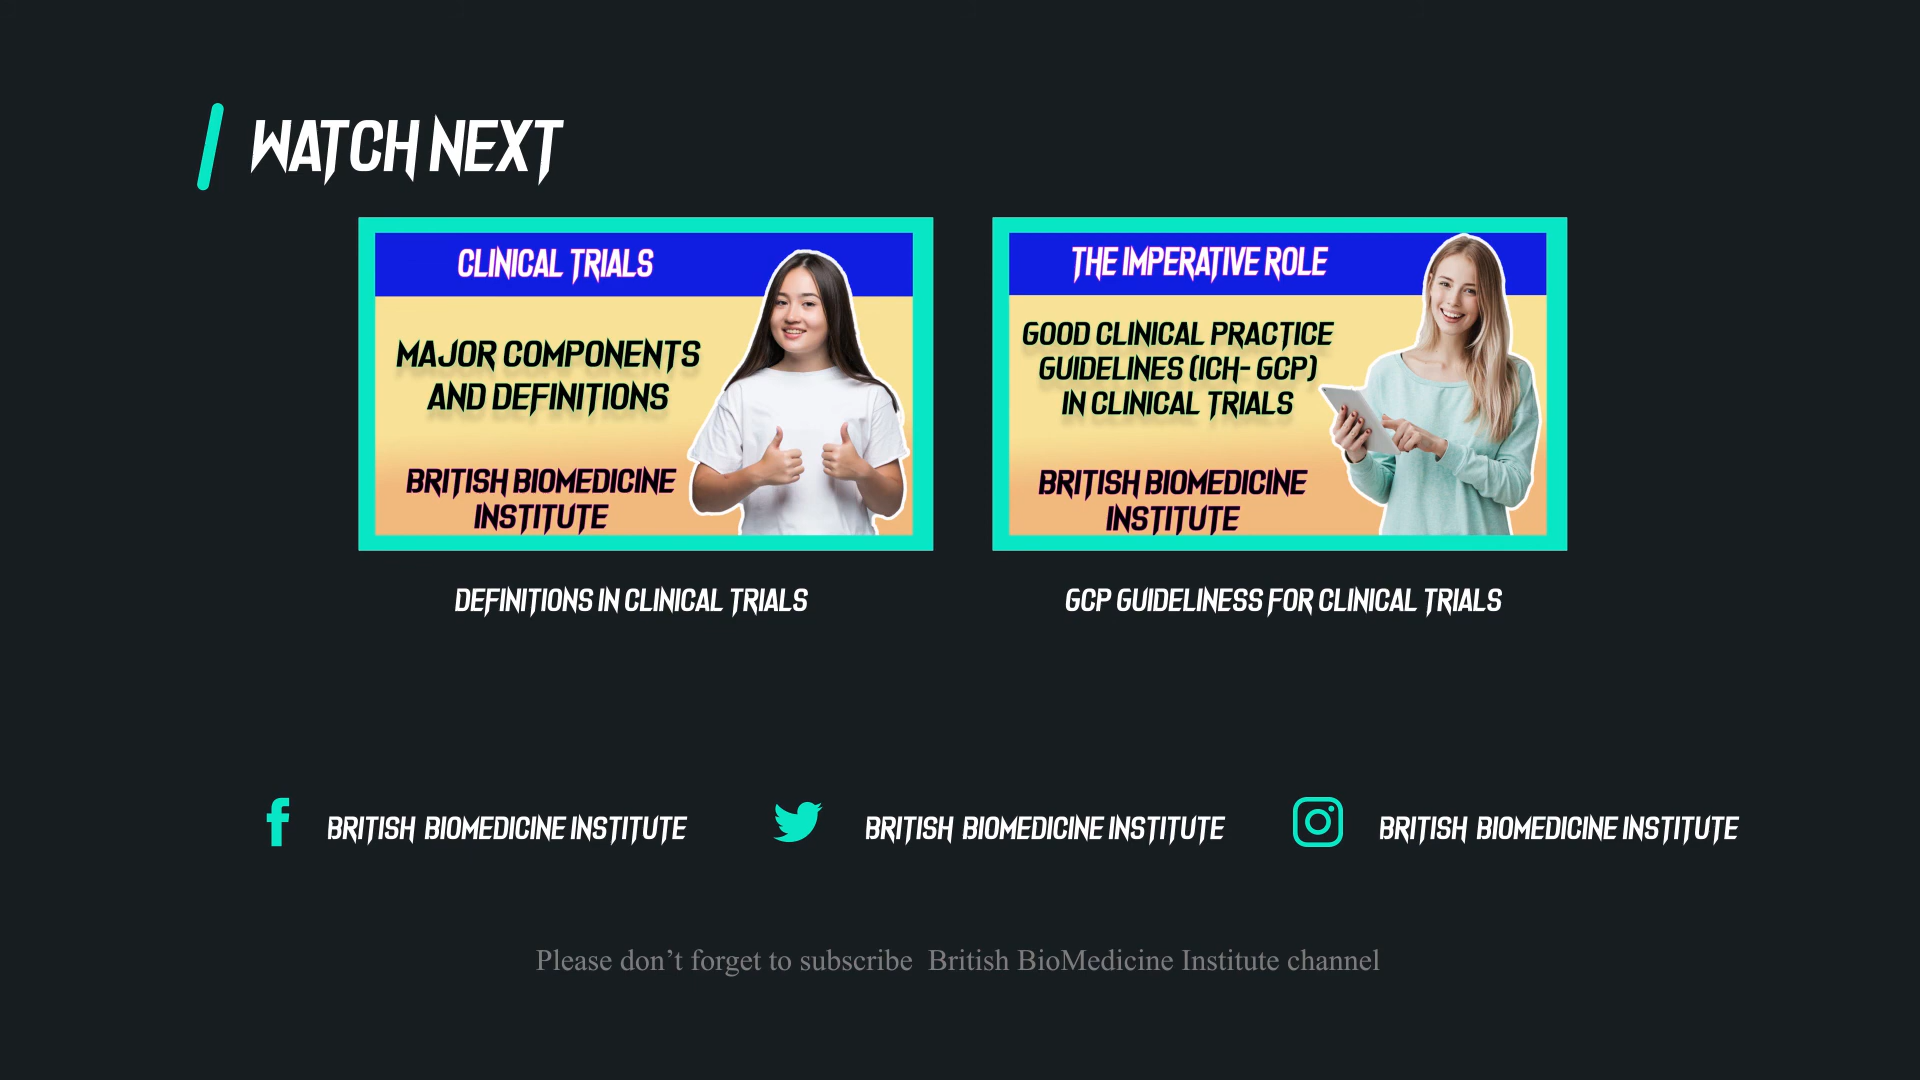 WATCH NEXT
CLINICAL TRIALS
MAJOR COMPONENTS
AND DEFINITIONS
BRITISH BIOMEDICINE
INSTITUTE
THE IMPERATIVE ROLE
GOOD CLINICAL PRACTICE
GUIDELINES (ICH- GCP)
IN CLINICAL TRIALS
BRITISH BIOMEDICINE
INSTITUTE
DEFINITIONS IN CLINICAL TRIALS
GCP GUIDELINESS FOR CLINICAL TRIALS
BRITISH BIOMEDICINE INSTITUTE
BRITISH BIOMEDICINE INSTITUTE
BRITISH BIOMEDICINE INSTITUTE
Please don’t forget to subscribe British BioMedicine Institute channel